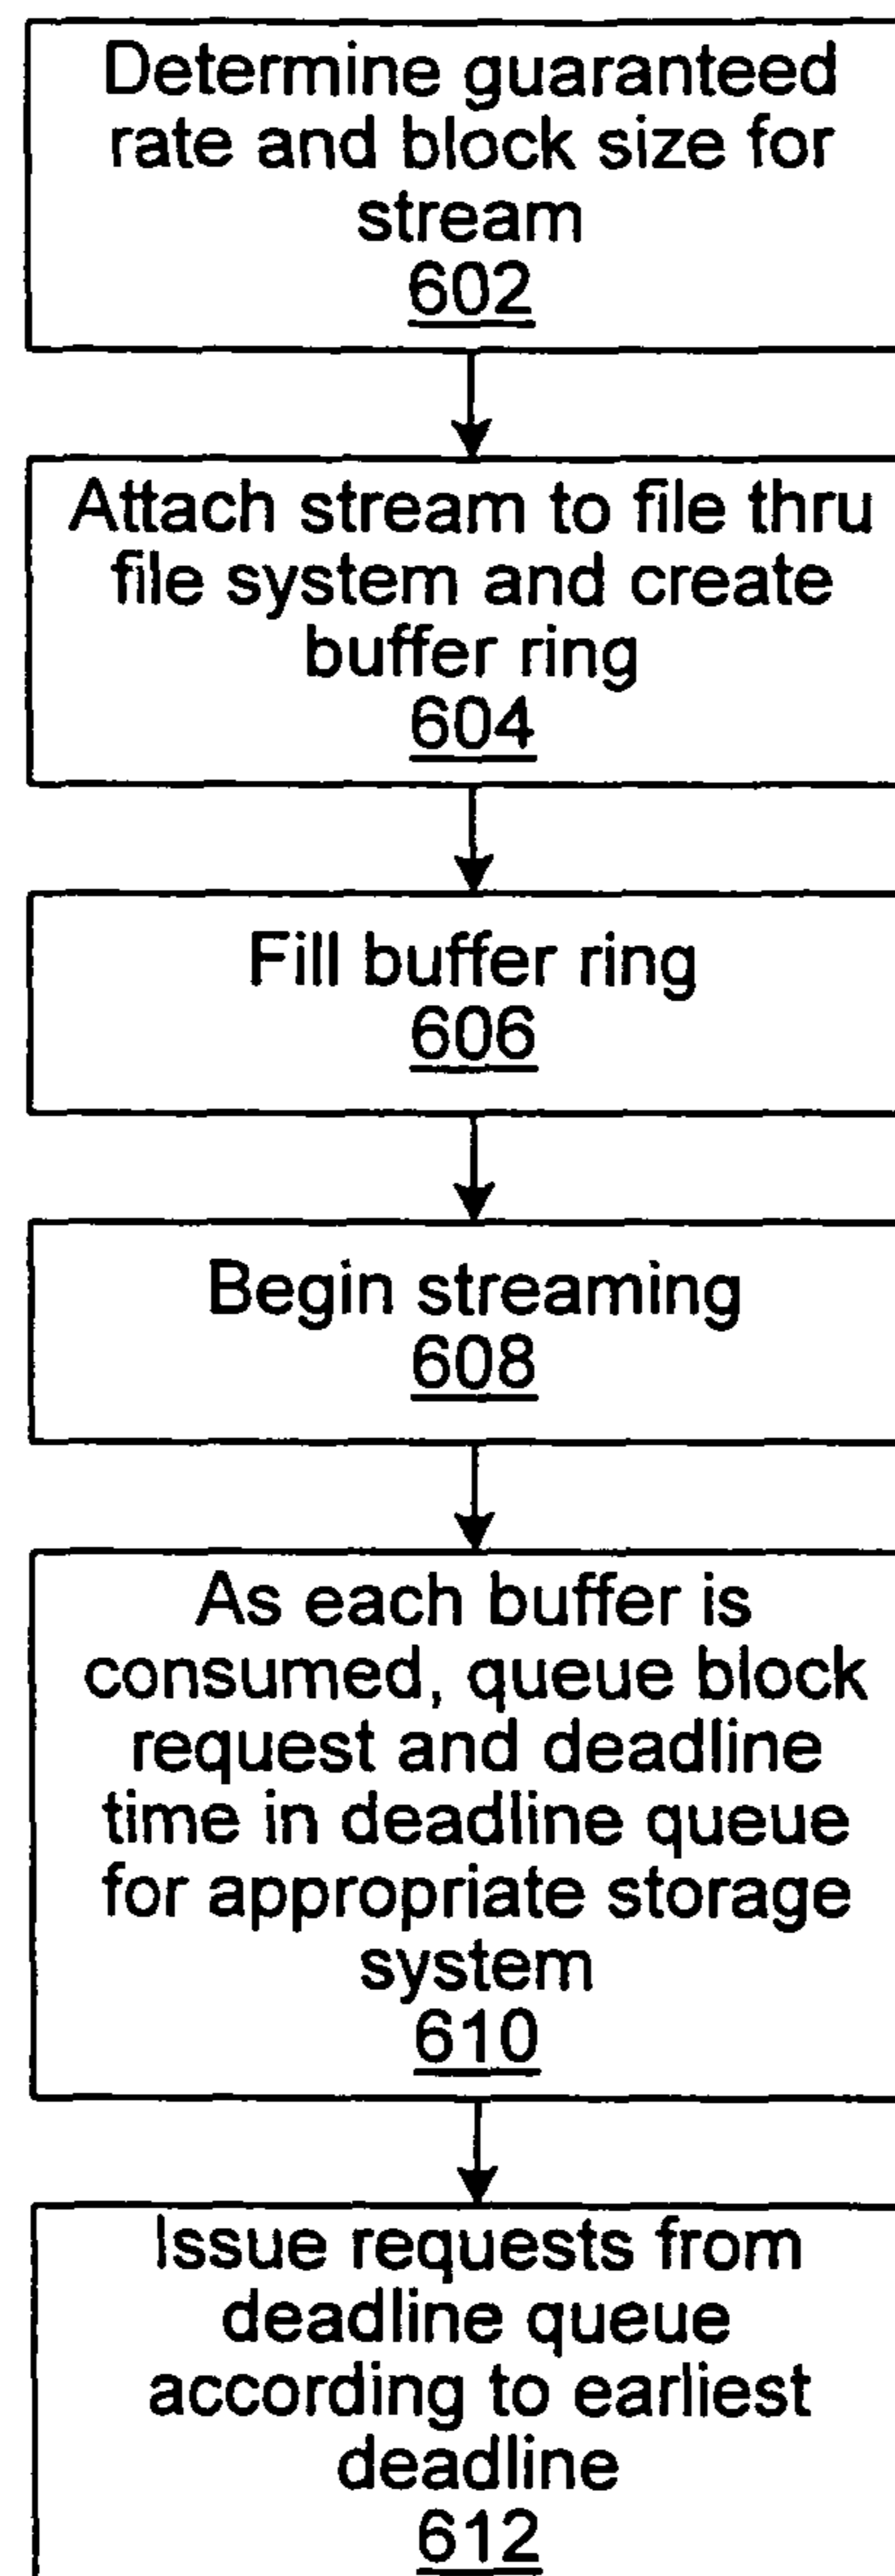 Determine guaranteed
rate and block size for
stream
602
Attach stream to file thru
file system and create
buffer ring
604
Fill buffer ring
606
Begin streaming
608
As each buffer is
consumed, queue block
request and deadline
time in deadline queue
for appropriate storage
system
610
Issue requests from
deadline queue
according to earliest
deadline
612